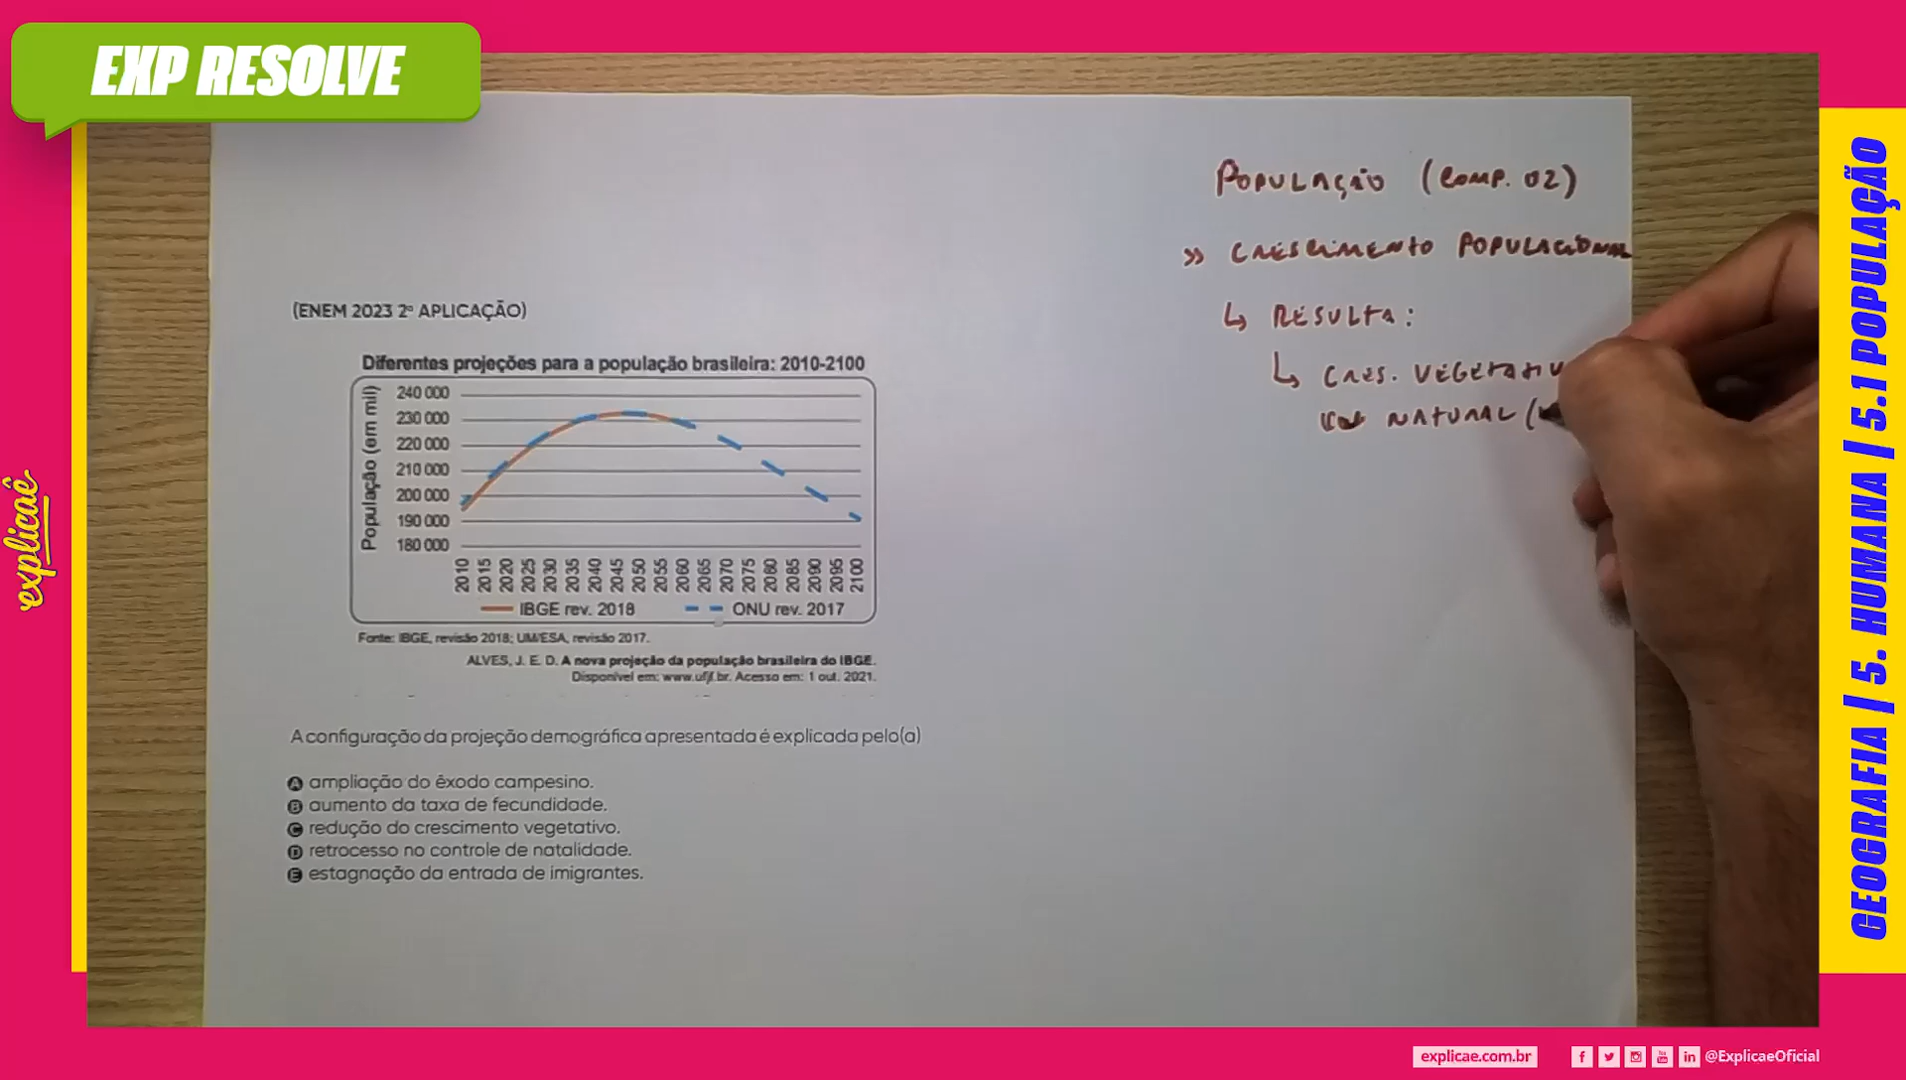 EXP RESOLVE
POPULAÇÃO (COMP. 02)
» CRESCIMENTO POPULACIONAL
↳ RESULTA:
↳ CRES. VEGETATIV
NATURAL (
(ENEM 2023 2ª APLICAÇÃO)
Diferentes projeções para a população brasileira: 2010-2100
População (em mil)
240 000
230 000
220 000
210 000
200 000
190 000
180 000
2010 2015 2020 2025 2030 2035 2040 2045 2050 2055 2060 2065 2070 2075 2080 2085 2090 2095 2100
IBGE rev. 2018 ONU rev. 2017
Fonte: IBGE, revisão 2018; UM/ESA, revisão 2017.
ALVES, J. E. D. A nova projeção da população brasileira do IBGE.
Disponível em: www.ufjf.br. Acesso em: 1 out. 2021.
A configuração da projeção demográfica apresentada é explicada pelo(a)
A ampliação do êxodo campesino.
B aumento da taxa de fecundidade.
C redução do crescimento vegetativo.
D retrocesso no controle de natalidade.
E estagnação da entrada de imigrantes.
explicaê
GEOGRAFIA | 5. HUMANA | 5.1 POPULAÇÃO
explicae.com.br
@ExplicaeOficial